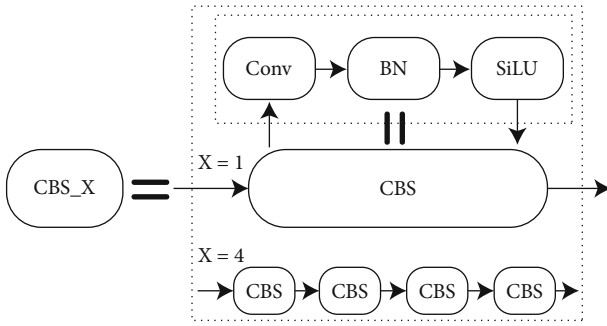 Conv BN SiLU
X = 1
CBS_X CBS
X = 4
CBS CBS CBS CBS